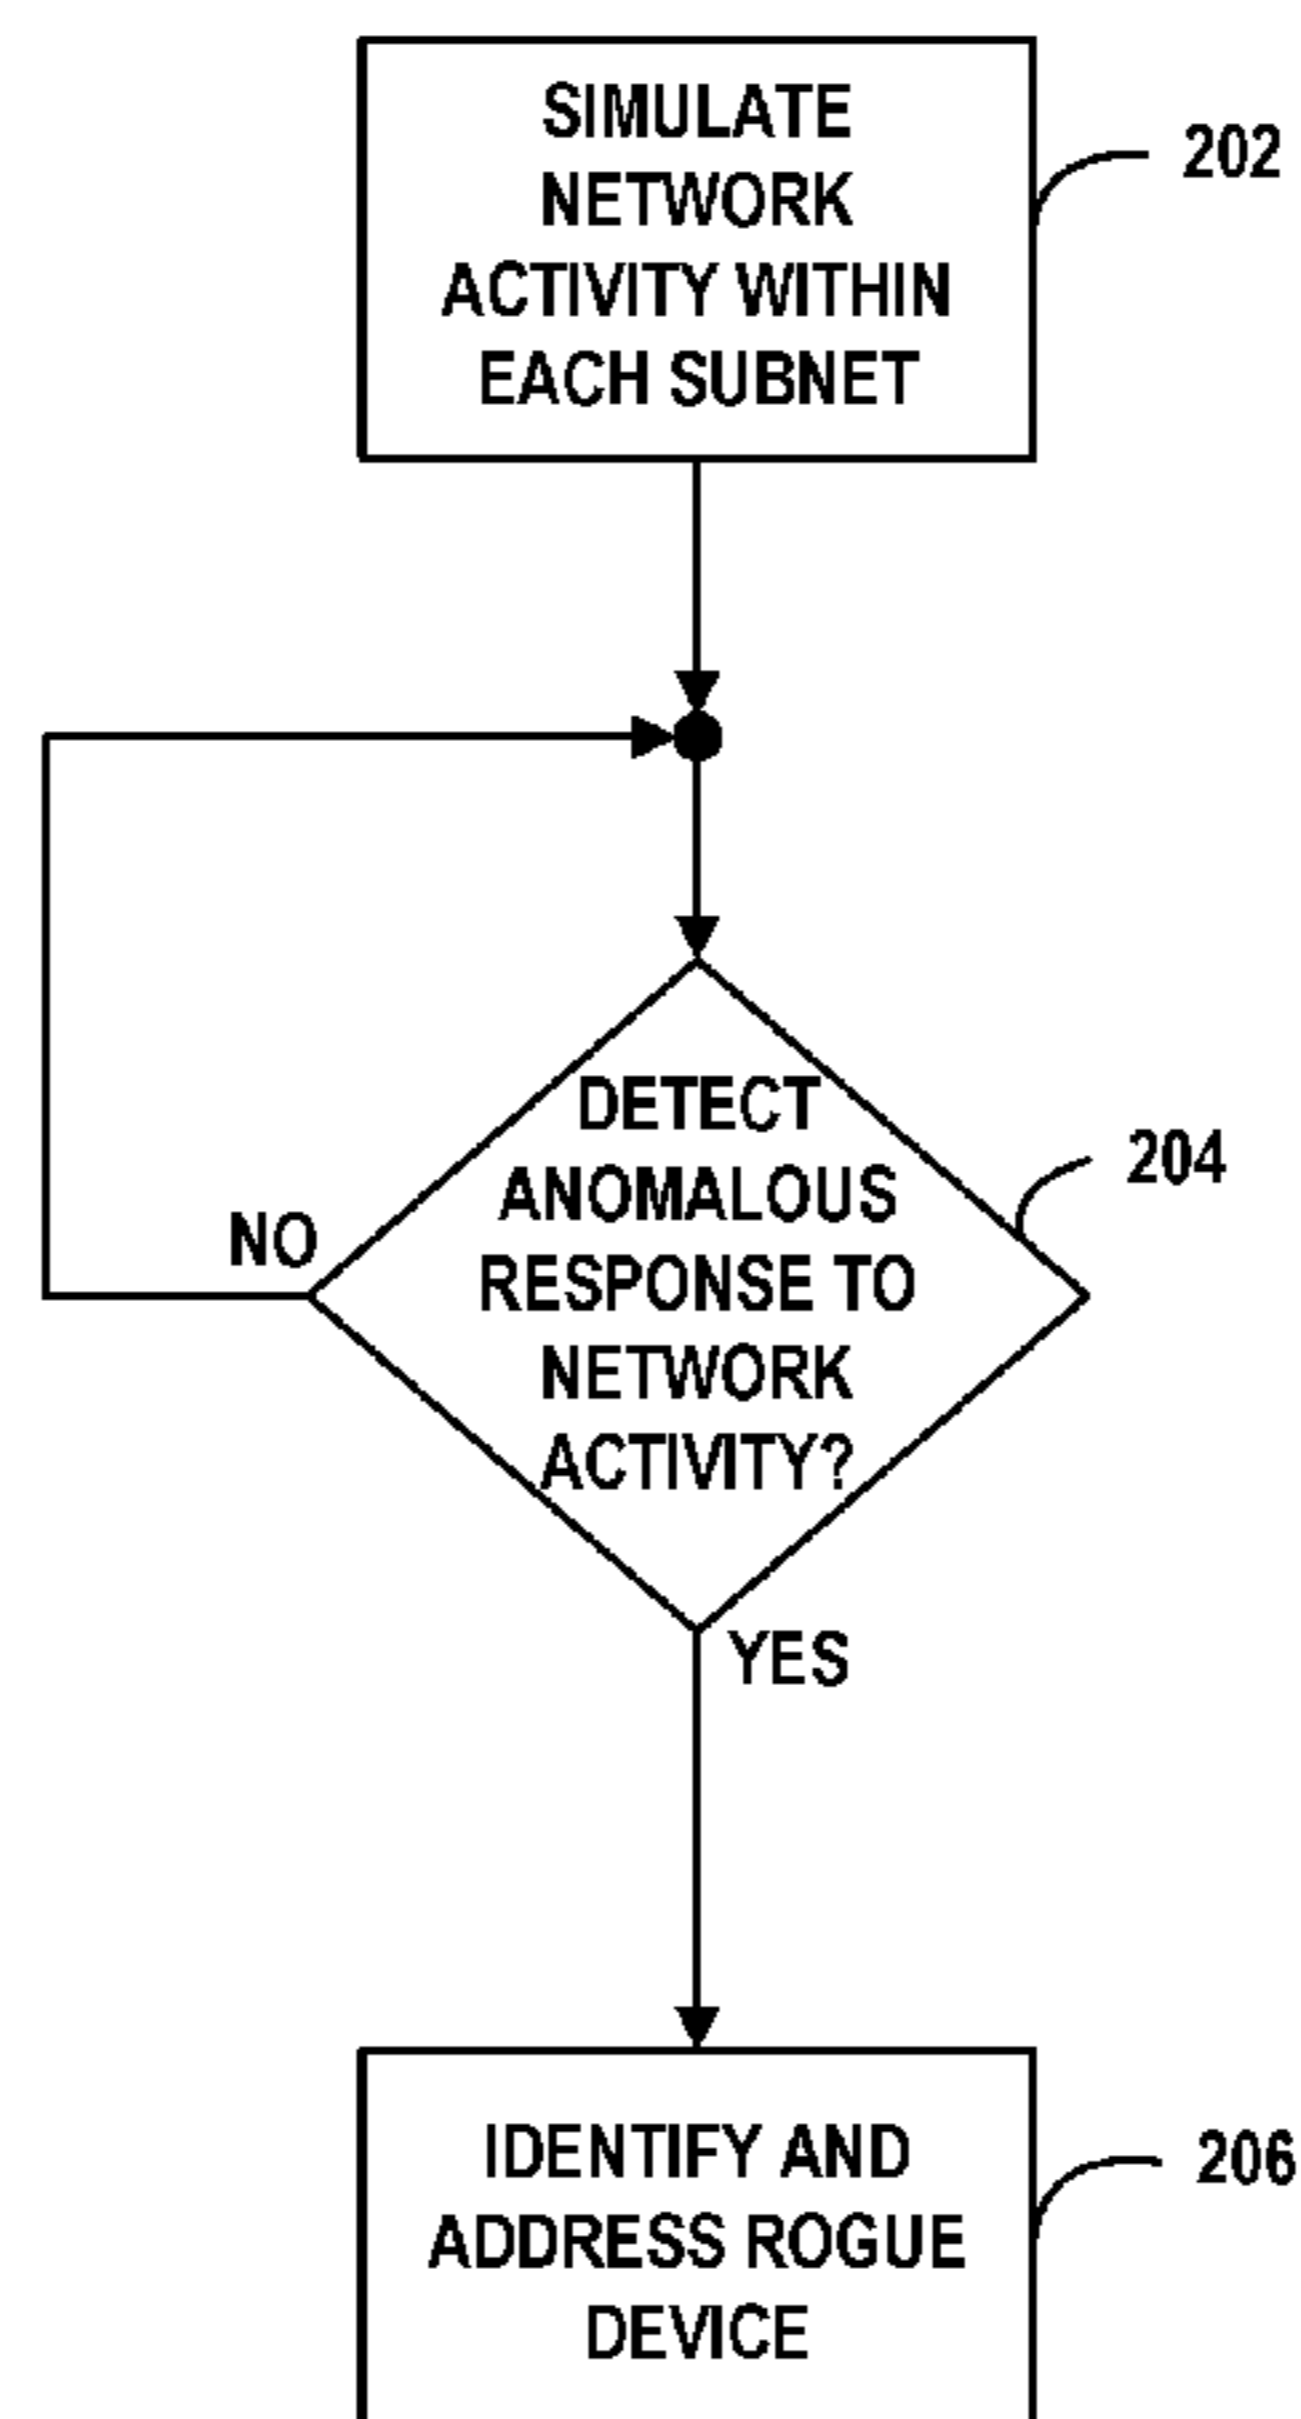 SIMULATE
NETWORK
ACTIVITY WITHIN
EACH SUBNET
202
DETECT
ANOMALOUS
RESPONSE TO
NETWORK
ACTIVITY?
204
NO
YES
IDENTIFY AND
ADDRESS ROGUE
DEVICE
206